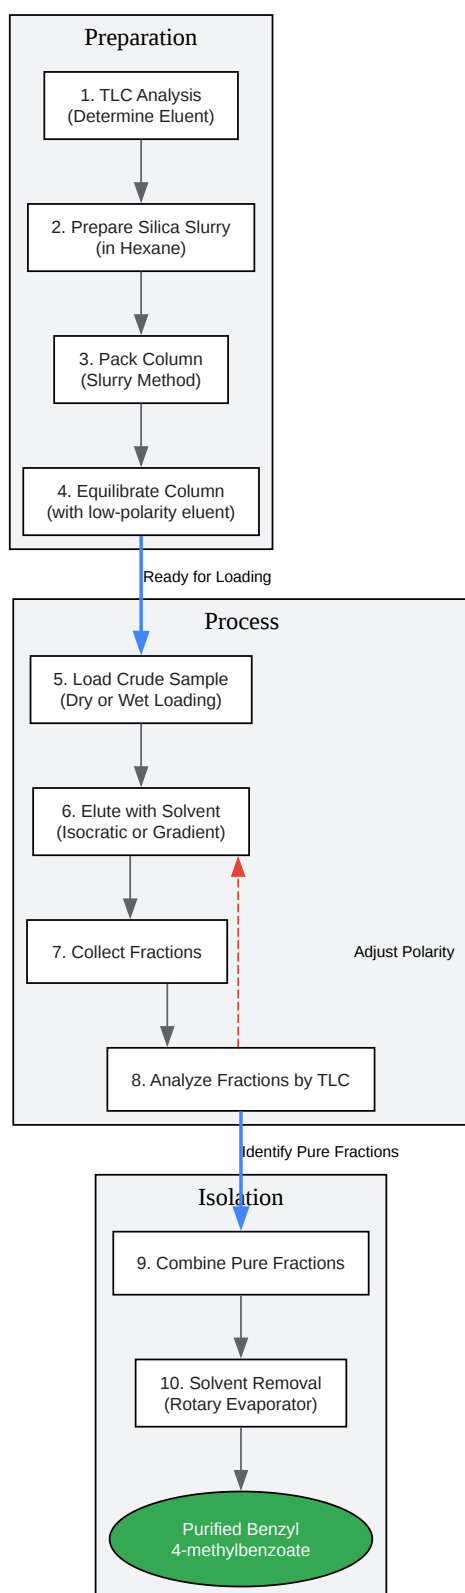 Preparation
1. TLC Analysis
(Determine Eluent)
2. Prepare Silica Slurry
(in Hexane)
3. Pack Column
(Slurry Method)
4. Equilibrate Column
(with low-polarity eluent)
Ready for Loading
Process
5. Load Crude Sample
(Dry or Wet Loading)
6. Elute with Solvent
(Isocratic or Gradient)
7. Collect Fractions
Adjust Polarity
8. Analyze Fractions by TLC
Identify Pure Fractions
Isolation
9. Combine Pure Fractions
10. Solvent Removal
(Rotary Evaporator)
Purified Benzyl
4-methylbenzoate